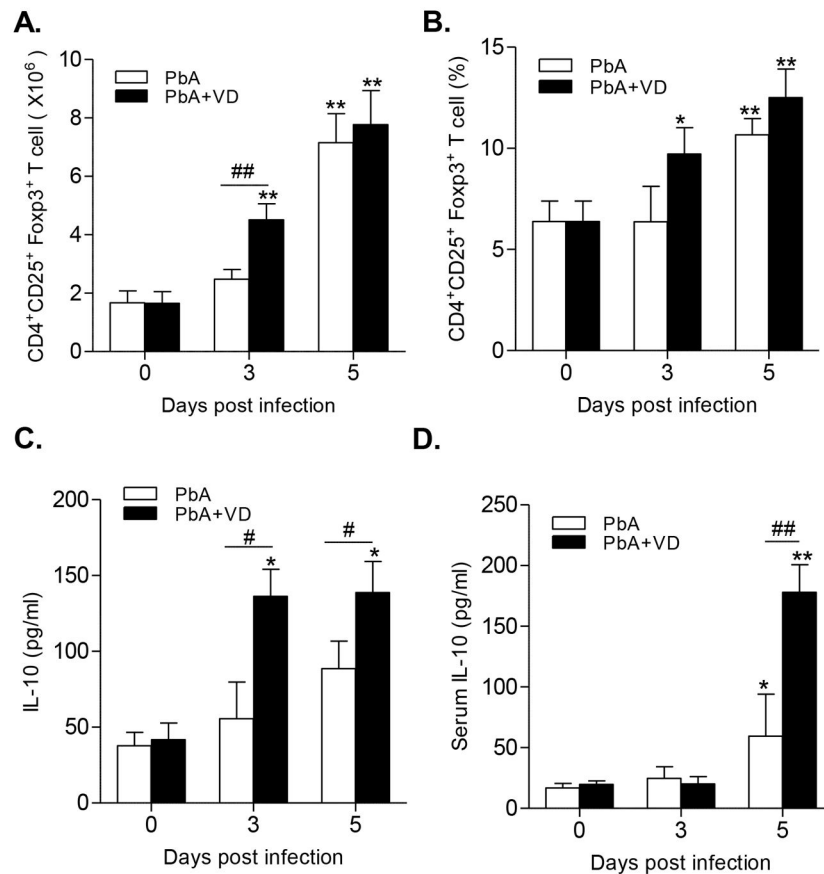 A.
CD4⁺CD25⁺ Foxp3⁺ T cell ( X10⁶)
10
8
6
4
2
0
PbA
PbA+VD
##
**
**
**
0 3 5
Days post infection
B.
CD4⁺CD25⁺ Foxp3⁺ T cell (%)
15
10
5
0
PbA
PbA+VD
*
**
**
0 3 5
Days post infection
C.
IL-10 (pg/ml)
200
150
100
50
0
PbA
PbA+VD
#
*
#
*
0 3 5
Days post infection
D.
Serum IL-10 (pg/ml)
250
200
150
100
50
0
PbA
PbA+VD
##
**
*
0 3 5
Days post infection